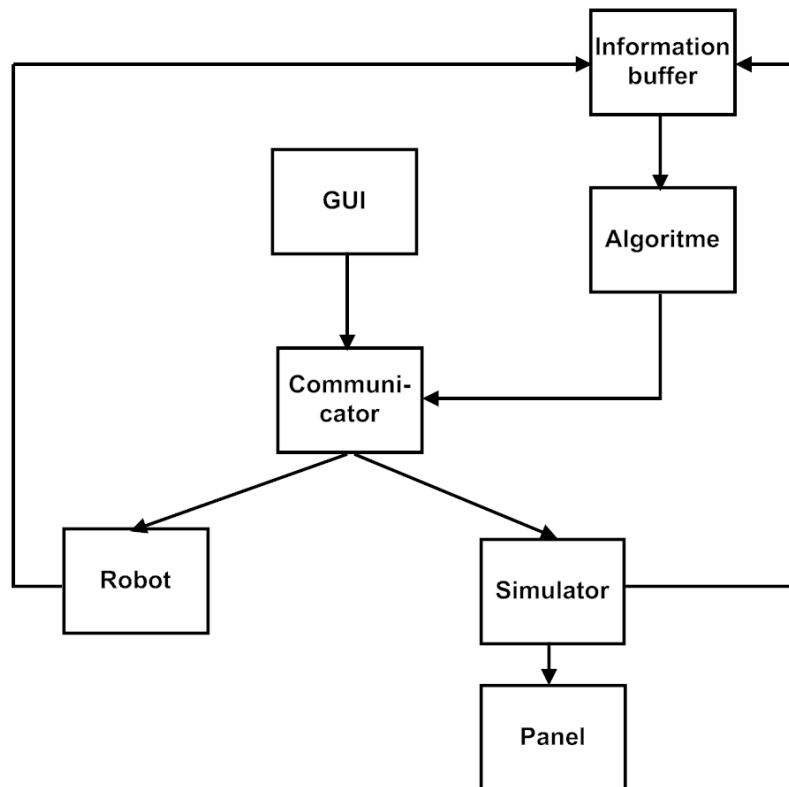 Information
buffer
GUI
Algoritme
Communi-
cator
Robot
Simulator
Panel